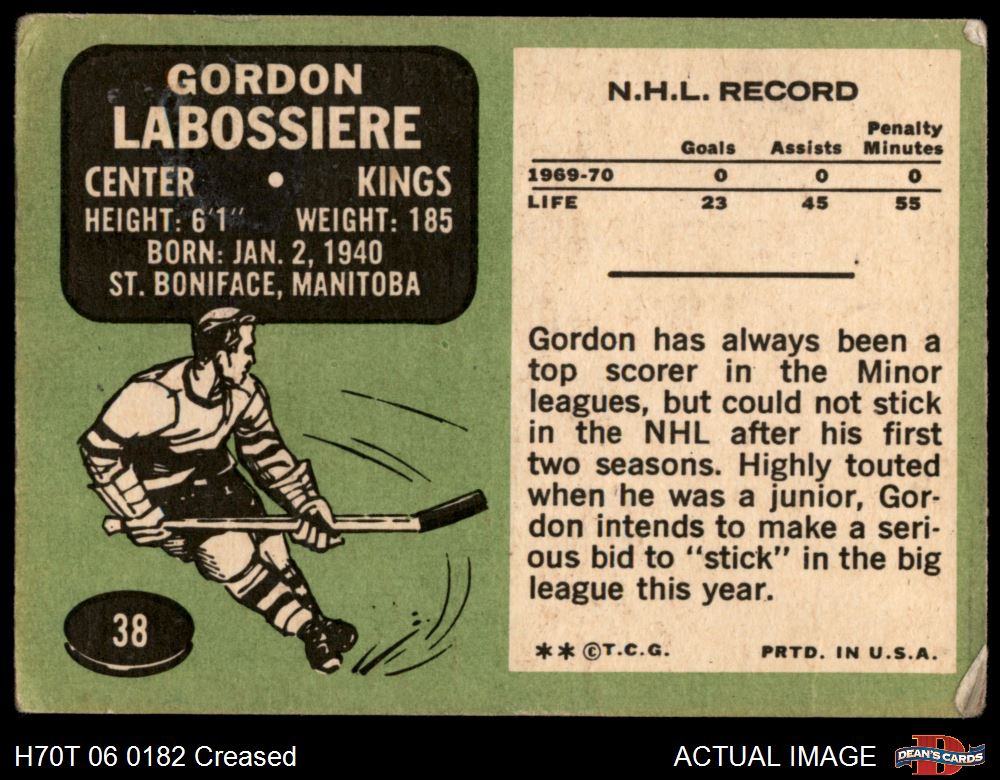 GORDON
LABOSSIERE
CENTER • KINGS
HEIGHT: 6'1" WEIGHT: 185
BORN: JAN. 2, 1940
ST. BONIFACE, MANITOBA
38
N.H.L. RECORD
Goals Assists Penalty Minutes
1969-70 0 0 0
LIFE 23 45 55
Gordon has always been a
top scorer in the Minor
leagues, but could not stick
in the NHL after his first
two seasons. Highly touted
when he was a junior, Gor-
don intends to make a seri-
ous bid to "stick" in the big
league this year.
** ©T.C.G. PRTD. IN U.S.A.
H70T 06 0182 Creased
ACTUAL IMAGE
DEAN'S CARDS